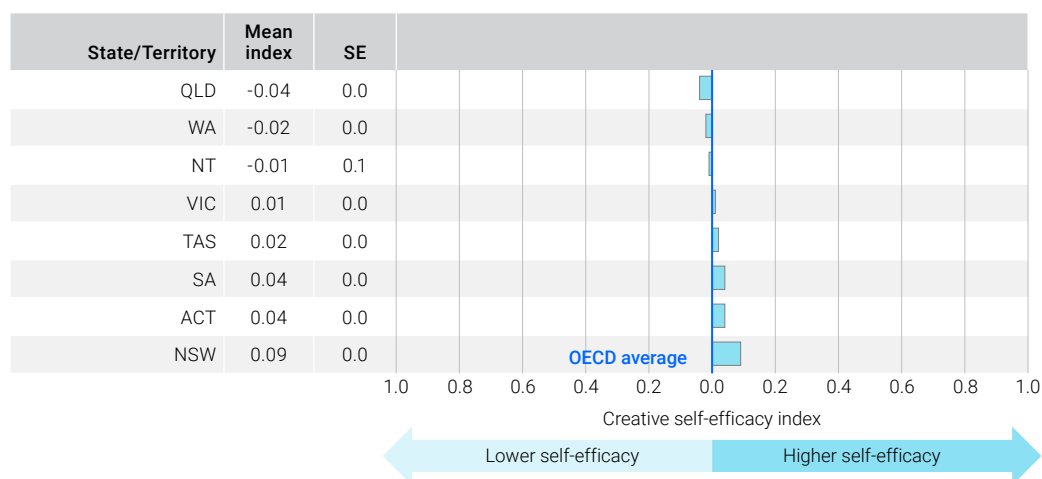 State/Territory Mean index SE
QLD -0.04 0.0
WA -0.02 0.0
NT -0.01 0.1
VIC 0.01 0.0
TAS 0.02 0.0
SA 0.04 0.0
ACT 0.04 0.0
NSW 0.09 0.0
OECD average
1.0 0.8 0.6 0.4 0.2 0.0 0.2 0.4 0.6 0.8 1.0
Creative self-efficacy index
Lower self-efficacy Higher self-efficacy